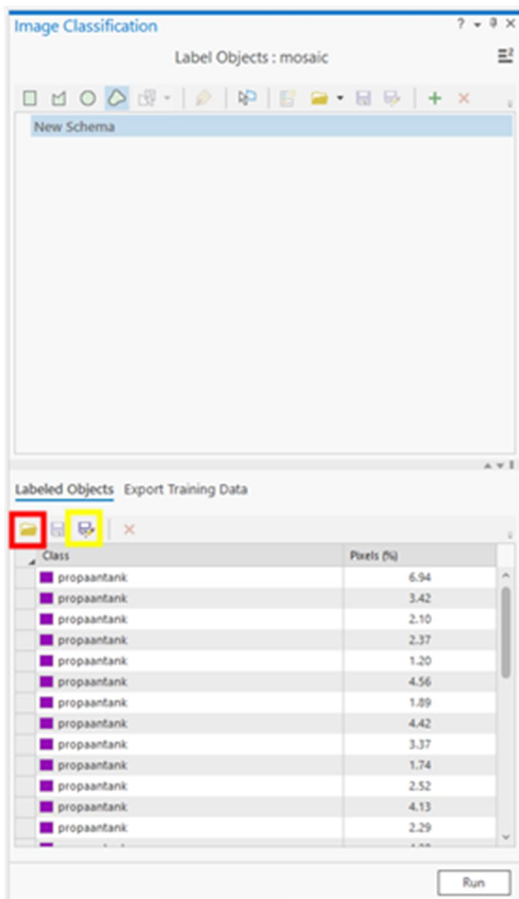 Image Classification
Label Objects : mosaic
New Schema
Labeled Objects Export Training Data
Class Pixels (%)
propaantank 6.94
propaantank 3.42
propaantank 2.10
propaantank 2.37
propaantank 1.20
propaantank 4.56
propaantank 1.89
propaantank 4.42
propaantank 3.37
propaantank 1.74
propaantank 2.52
propaantank 4.13
propaantank 2.29
Run